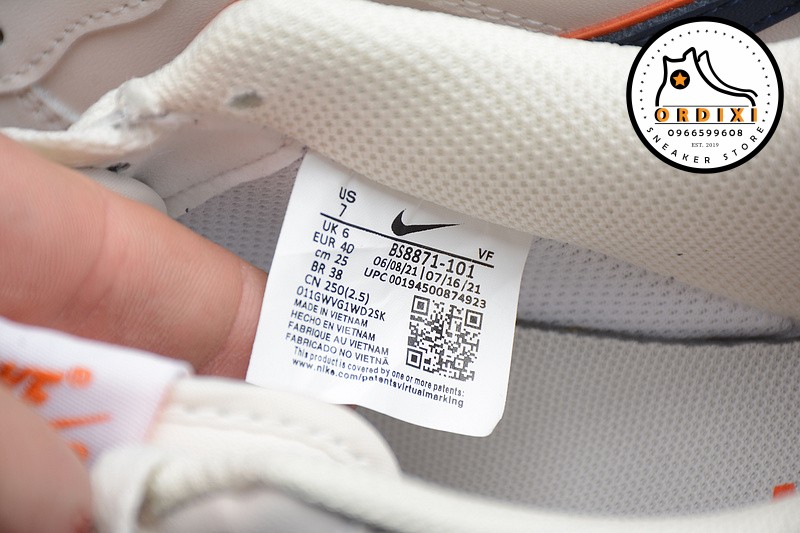 ORDIXI
0966599608
EST. 2019
SNEAKER STORE
US
7
UK 6
EUR 40
cm 25
BR 38
CN 250(2.5)
VF
BS8871-101
06/08/21 | 07/16/21
UPC 00194500874923
011GWVG1WD2SK
MADE IN VIETNAM
HECHO EN VIETNAM
FABRIQUE AU VIETNAM
FABRICADO NO VIETNÃ
This product is covered by one or more patents:
www.nike.com/patentsvirtualmarking